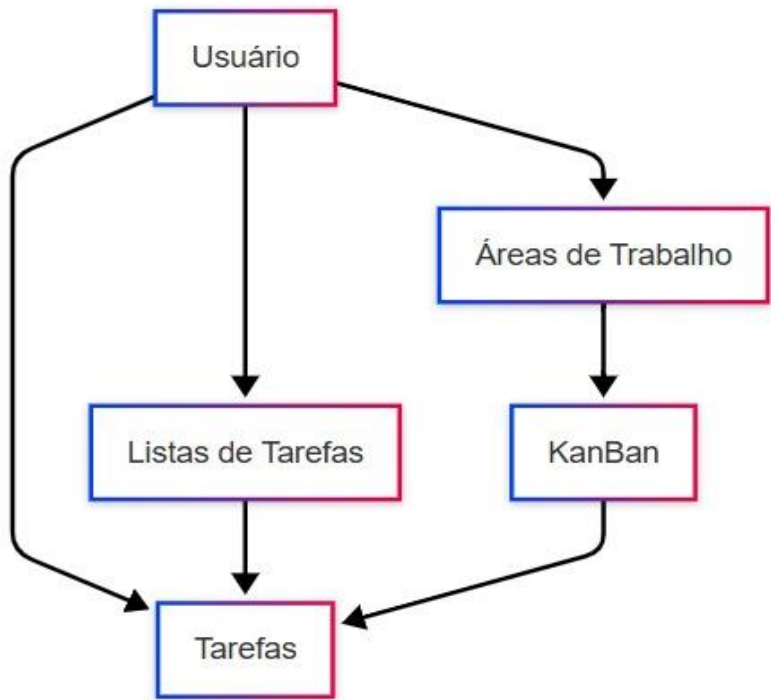 Usuário
Áreas de Trabalho
Listas de Tarefas
KanBan
Tarefas